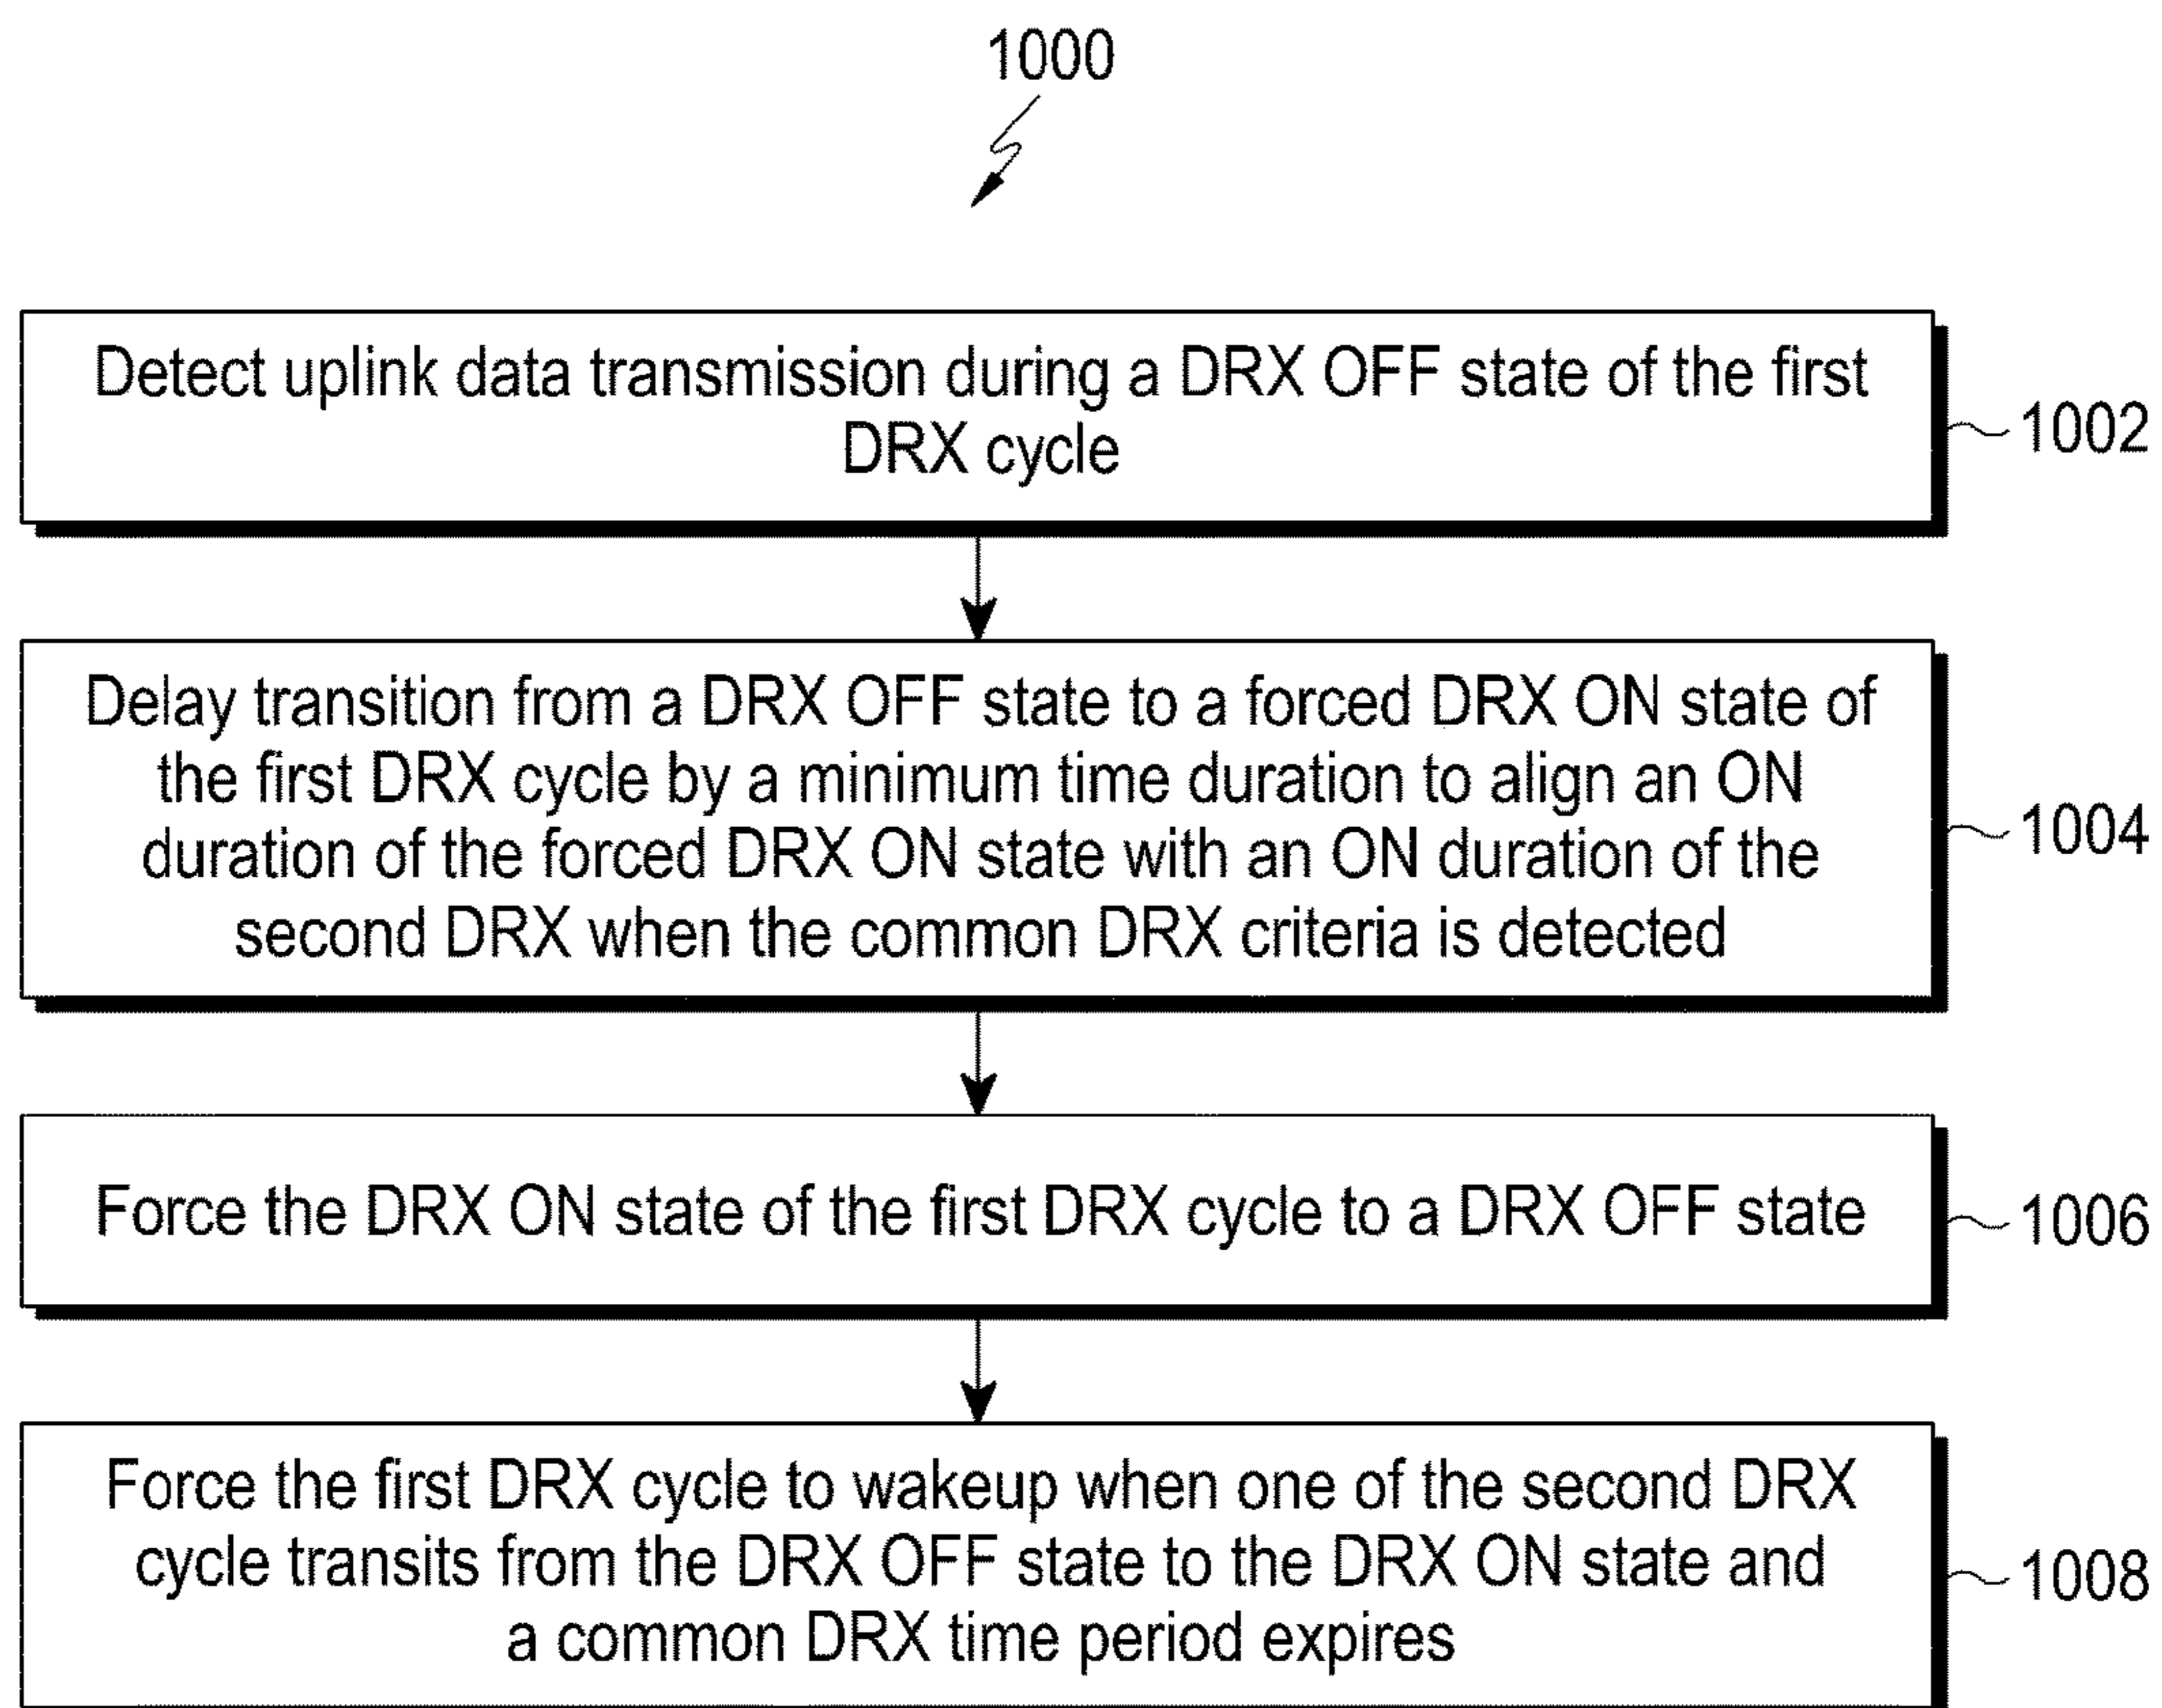 1000
Detect uplink data transmission during a DRX OFF state of the first
DRX cycle
1002
Delay transition from a DRX OFF state to a forced DRX ON state of
the first DRX cycle by a minimum time duration to align an ON
duration of the forced DRX ON state with an ON duration of the
second DRX when the common DRX criteria is detected
1004
Force the DRX ON state of the first DRX cycle to a DRX OFF state
1006
Force the first DRX cycle to wakeup when one of the second DRX
cycle transits from the DRX OFF state to the DRX ON state and
a common DRX time period expires
1008